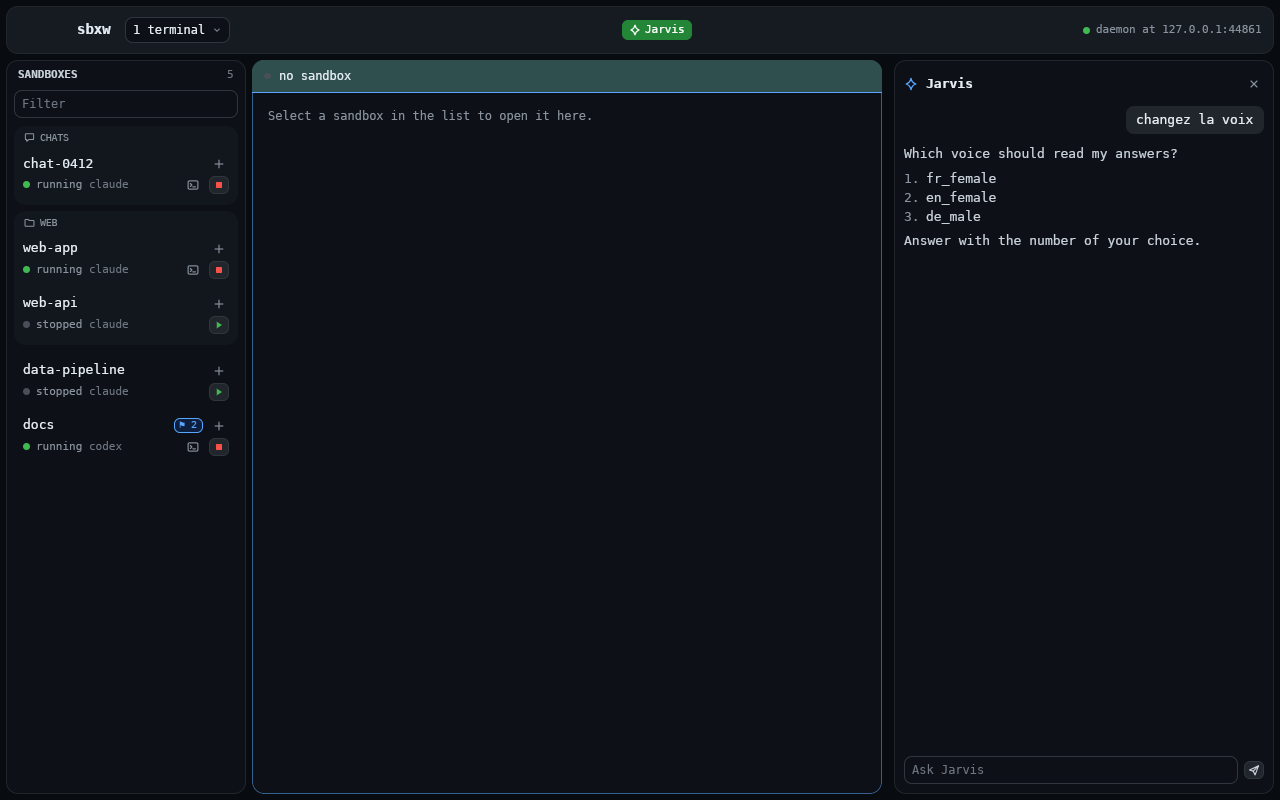 sbxw
1 terminal
Jarvis
daemon at 127.0.0.1:44861
SANDBOXES 5
Filter
CHATS
chat-0412
running claude
WEB
web-app
running claude
web-api
stopped claude
data-pipeline
stopped claude
docs 2
running codex
no sandbox
Select a sandbox in the list to open it here.
Jarvis
changez la voix
Which voice should read my answers?
1. fr_female
2. en_female
3. de_male
Answer with the number of your choice.
Ask Jarvis